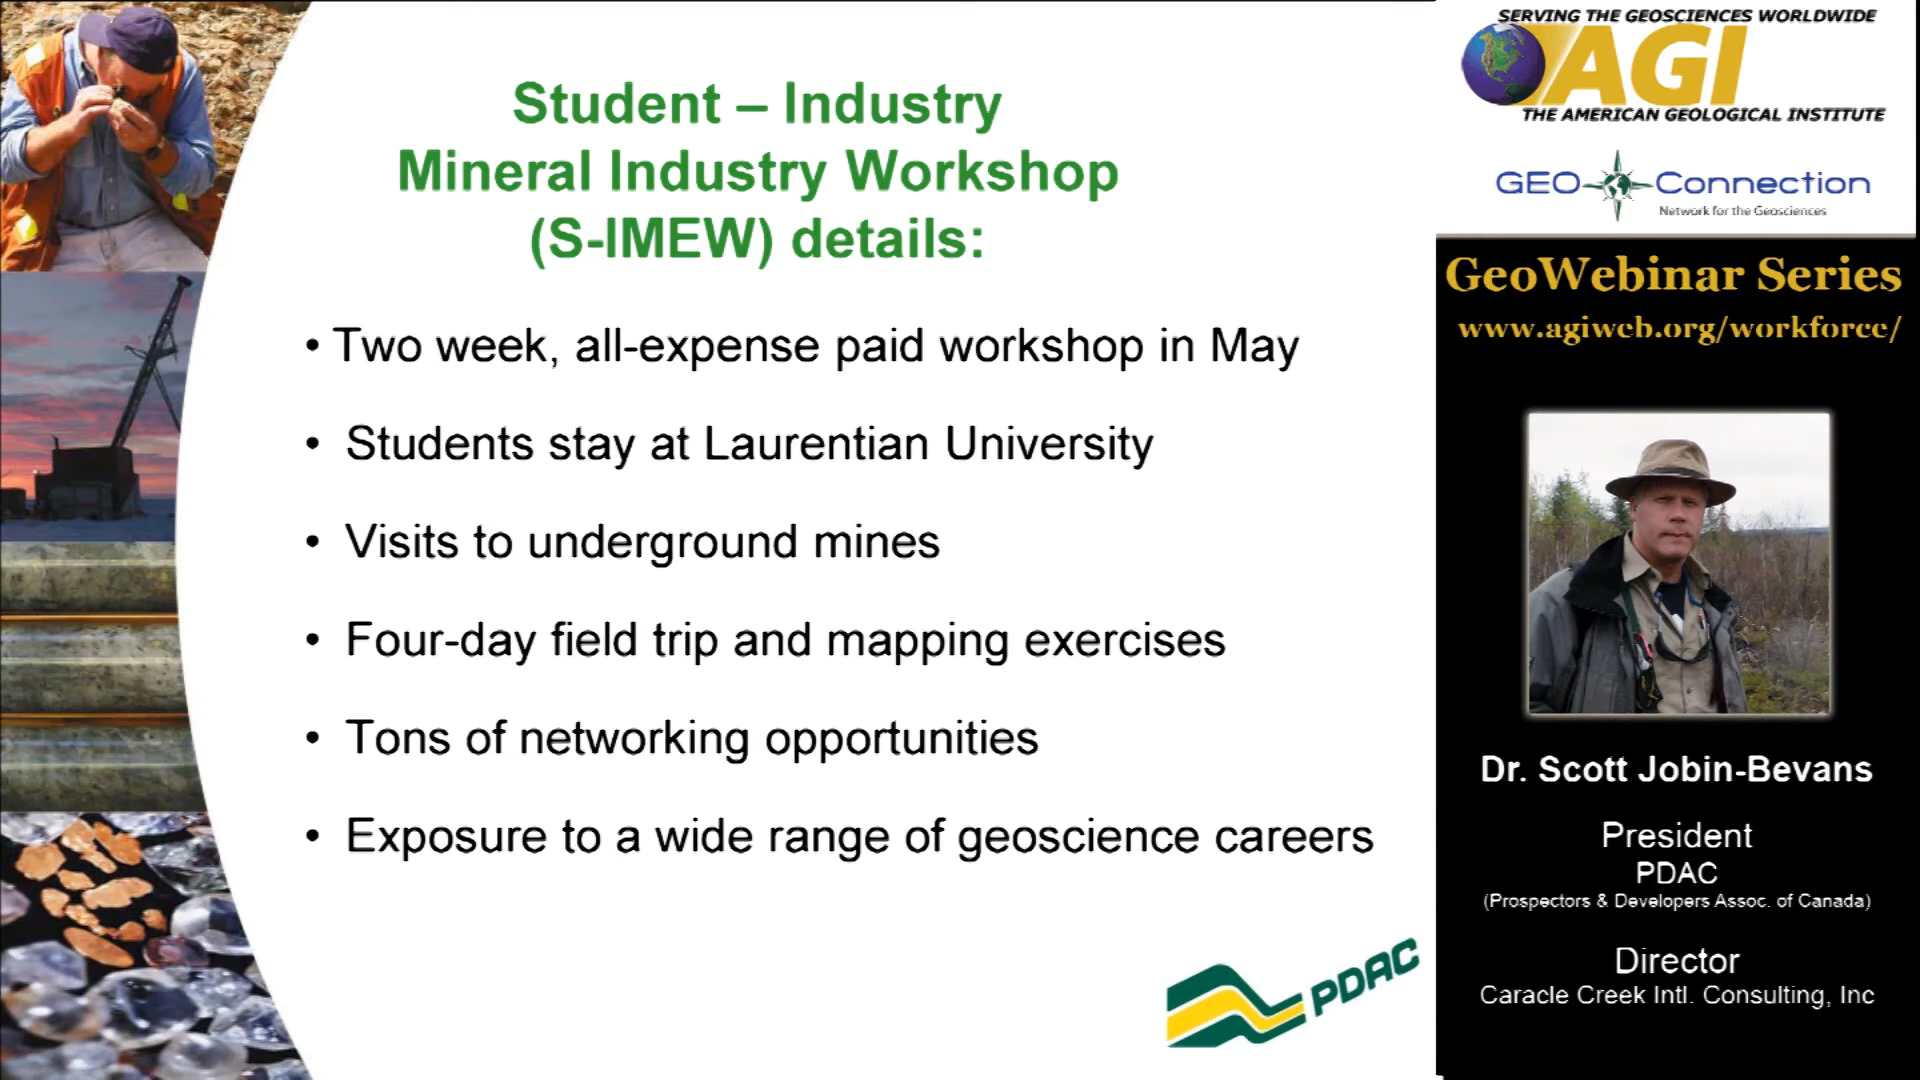 Student – Industry
Mineral Industry Workshop
(S-IMEW) details:
• Two week, all-expense paid workshop in May
• Students stay at Laurentian University
• Visits to underground mines
• Four-day field trip and mapping exercises
• Tons of networking opportunities
• Exposure to a wide range of geoscience careers
PDAC
SERVING THE GEOSCIENCES WORLDWIDE
AGI
THE AMERICAN GEOLOGICAL INSTITUTE
GEO Connection
Network for the Geosciences
GeoWebinar Series
www.agiweb.org/workforce/
Dr. Scott Jobin-Bevans
President
PDAC
(Prospectors & Developers Assoc. of Canada)
Director
Caracle Creek Intl. Consulting, Inc